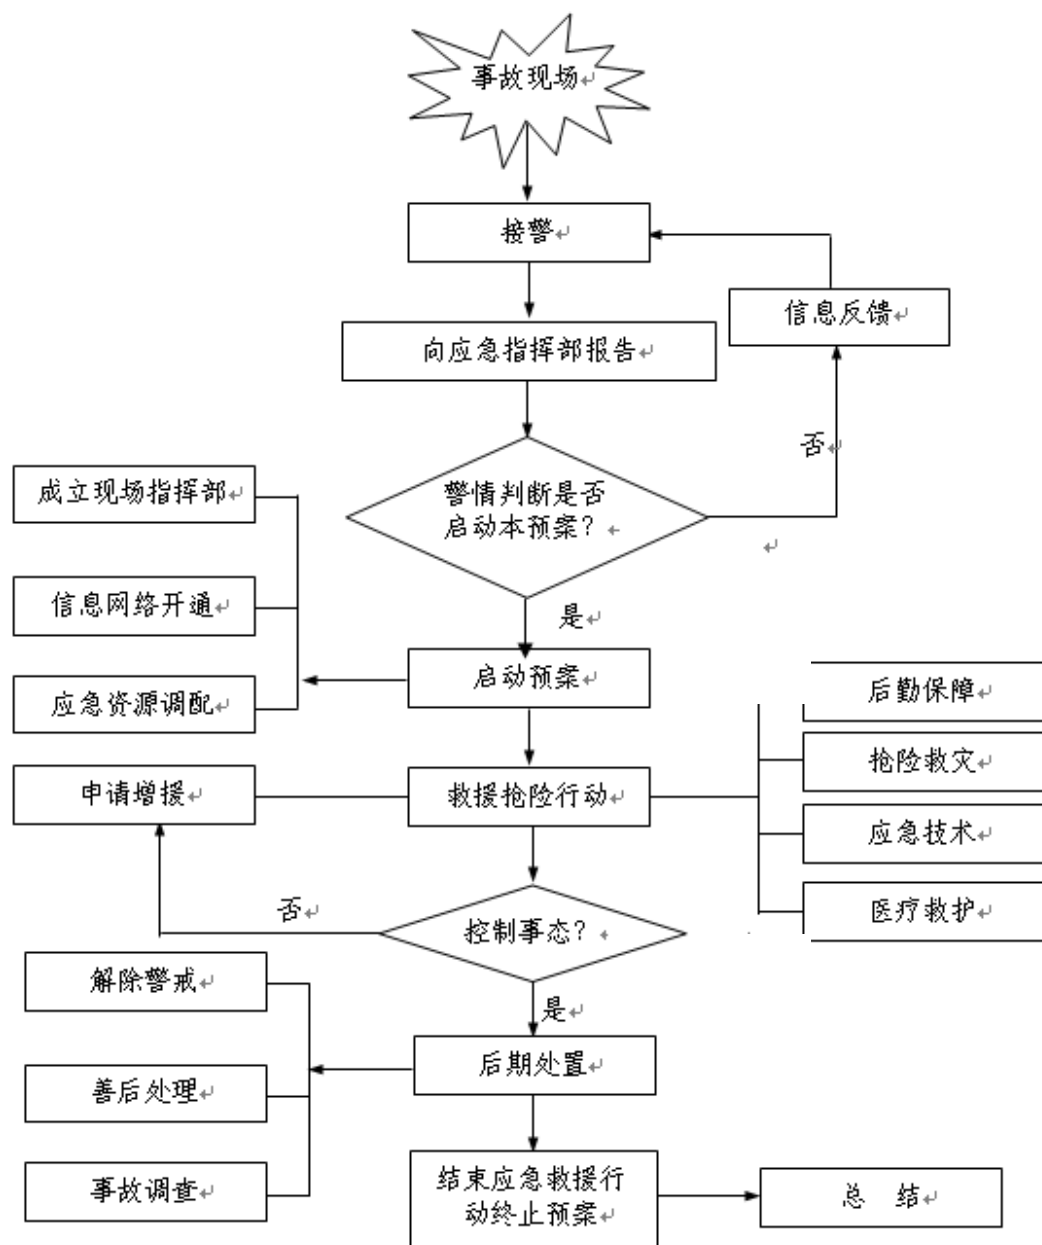 事故现场
接警
信息反馈
向应急指挥部报告
否
成立现场指挥部
警情判断是否
启动本预案？
信息网络开通
是
启动预案
后勤保障
应急资源调配
抢险救灾
申请增援
救援抢险行动
应急技术
医疗救护
否
控制事态？
解除警戒
是
后期处置
善后处理
事故调查
结束应急救援行
动终止预案
总 结